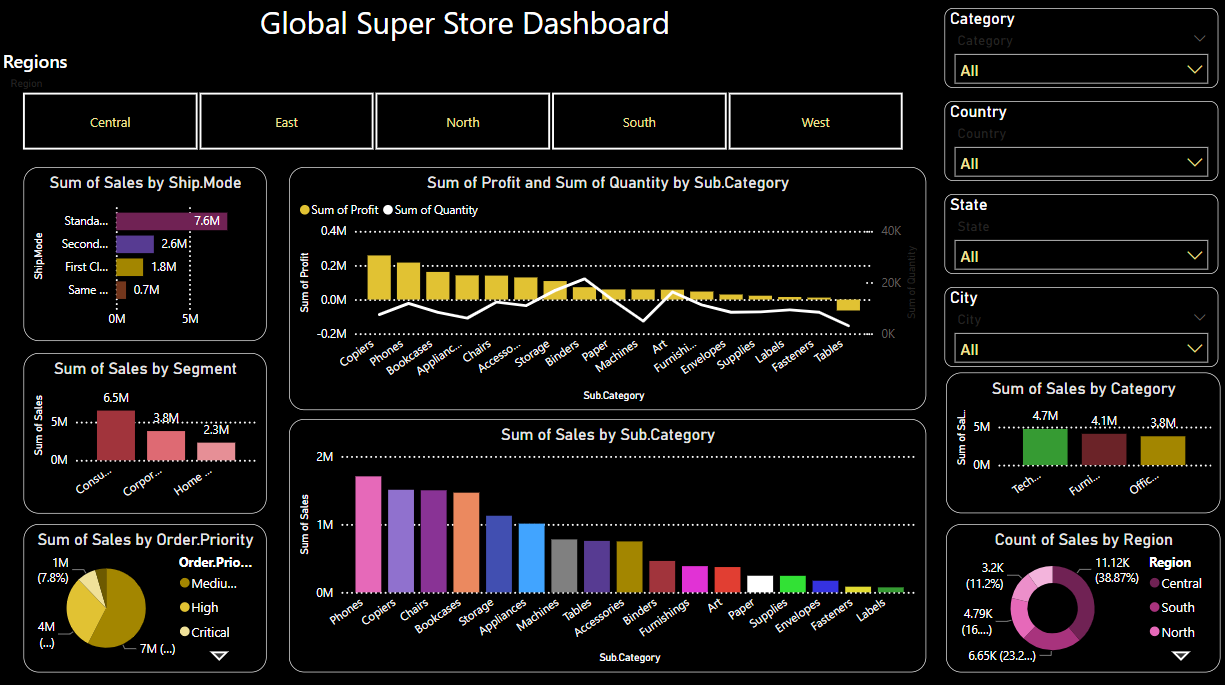 Global Super Store Dashboard
Regions
Region
Central
East
North
South
West
Category
Category
All
Country
Country
All
State
State
All
City
City
All
Sum of Sales by Ship.Mode
Ship.Mode
Standa... 7.6M
Second... 2.6M
First Cl... 1.8M
Same ... 0.7M
0M 5M
Sum of Profit and Sum of Quantity by Sub.Category
Sum of Profit Sum of Quantity
Sum of Profit
0.4M
0.2M
0.0M
-0.2M
40K
20K
0K
Sum of Quantity
Copiers
Phones
Bookcases
Applianc...
Chairs
Accesso...
Storage
Binders
Paper
Machines
Art
Furnishi...
Envelopes
Supplies
Labels
Fasteners
Tables
Sub.Category
Sum of Sales by Segment
Sum of Sales
5M
0M
6.5M
3.8M
2.3M
Consu...
Corpor...
Home ...
Sum of Sales by Sub.Category
Sum of Sales
2M
1M
0M
Phones
Copiers
Chairs
Bookcases
Storage
Appliances
Machines
Tables
Accessories
Binders
Furnishings
Art
Paper
Supplies
Envelopes
Fasteners
Labels
Sub.Category
Sum of Sales by Category
Sum of Sal...
5M
0M
4.7M
4.1M
3.8M
Tech...
Furni...
Offic...
Sum of Sales by Order.Priority
1M
(7.8%)
4M
(...)
7M (...)
Order.Prio...
Mediu...
High
Critical
Count of Sales by Region
11.12K
(38.87%)
3.2K
(11.2%)
4.79K
(16....)
6.65K (23.2...)
Region
Central
South
North